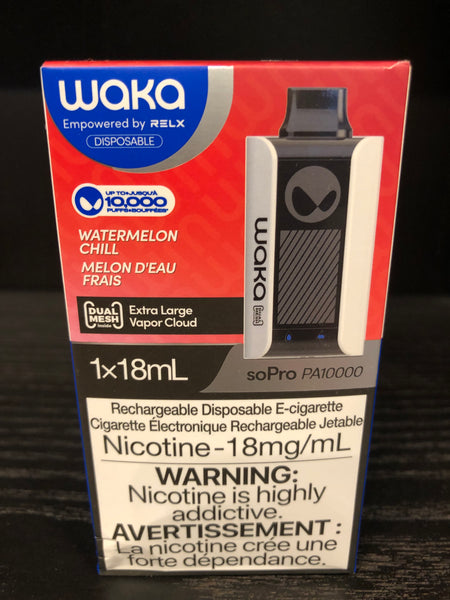 waka
Empowered by RELX
DISPOSABLE
UP TO•JUSQU'À
10,000
PUFFS•BOUFFÉES*
WATERMELON
CHILL
MELON D'EAU
FRAIS
DUAL
MESH
inside
Extra Large
Vapor Cloud
waka
1x18mL
soPro PA10000
Rechargeable Disposable E-cigarette
Cigarette Électronique Rechargeable Jetable
Nicotine-18mg/mL
WARNING:
Nicotine is highly
addictive.
AVERTISSEMENT :
La nicotine crée une
forte dépendance.